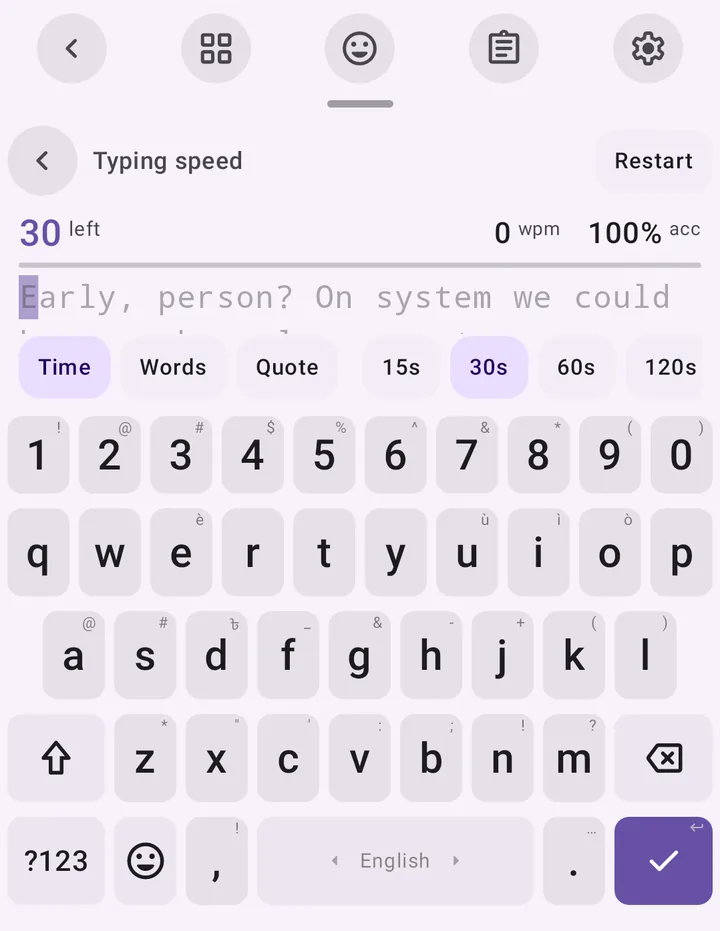 Typing speed
Restart
30 left 0 wpm 100% acc
Early, person? On system we could
Time Words Quote 15s 30s 60s 120s
! @ # $ % ^ & * ( )
1 2 3 4 5 6 7 8 9 0
è ù ì ò
q w e r t y u i o p
@ # ъ _ & - + ( )
a s d f g h j k l
* " ' : ; ! ?
z x c v b n m
! …
?123 , English .